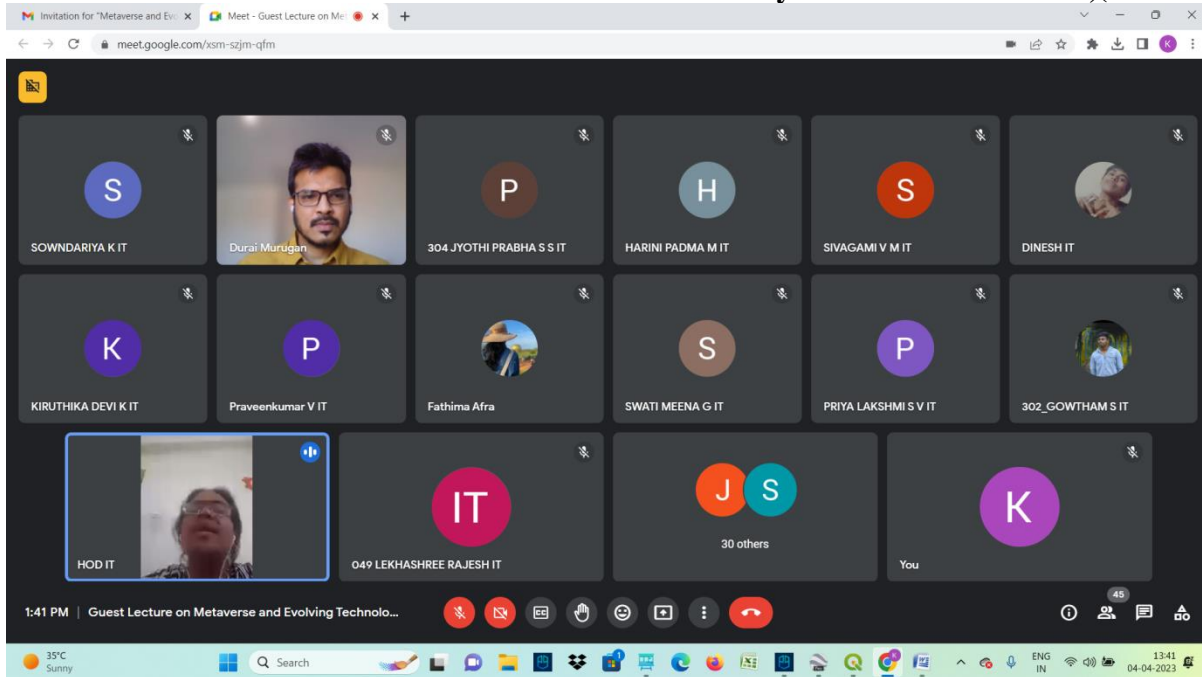 Invitation for "Metaverse and Evo
Meet - Guest Lecture on Met
meet.google.com/xsm-szjm-qfm
K
S
SOWNDARIYA K IT
Durai Murugan
P
304 JYOTHI PRABHA S S IT
H
HARINI PADMA M IT
S
SIVAGAMI V M IT
DINESH IT
K
KIRUTHIKA DEVI K IT
P
Praveenkumar V IT
Fathima Afra
S
SWATI MEENA G IT
P
PRIYA LAKSHMI S V IT
302_GOWTHAM S IT
HOD IT
IT
049 LEKHASHREE RAJESH IT
J S
30 others
K
You
1:41 PM | Guest Lecture on Metaverse and Evolving Technolo...
CC
45
35°C
Sunny
Search
ENG
IN
13:41
04-04-2023